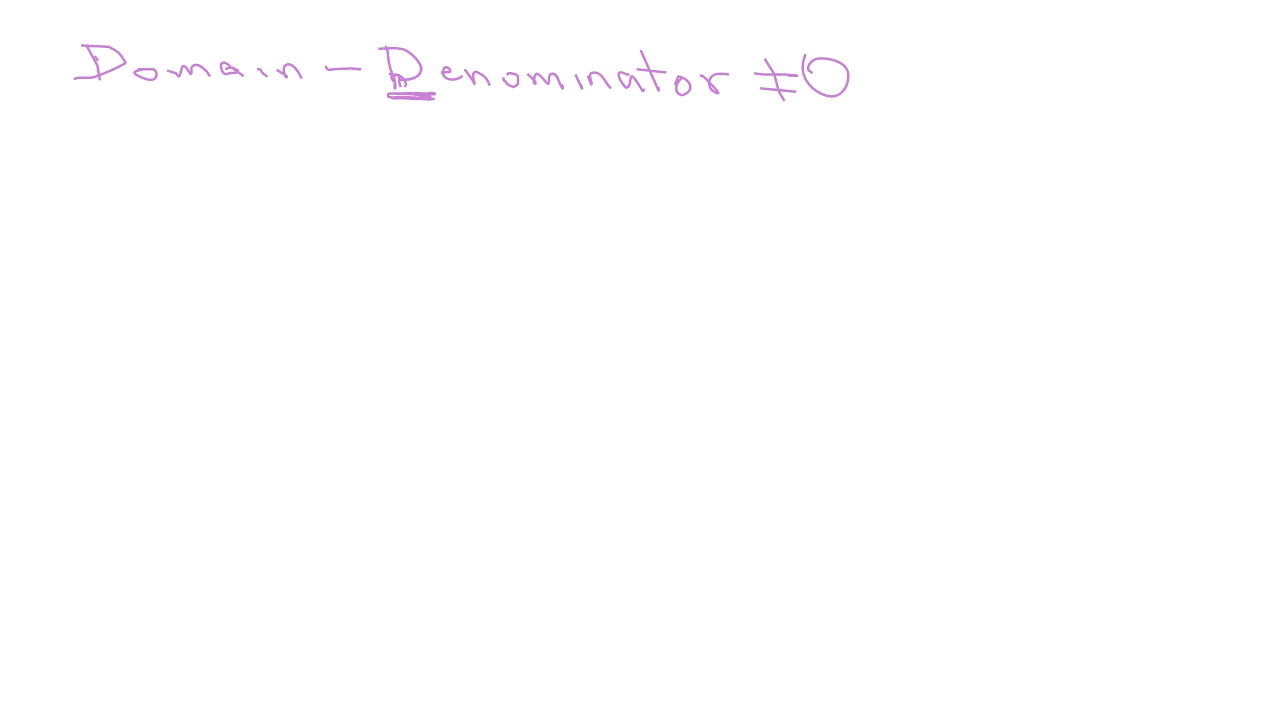 Domain - Denominator ≠ 0